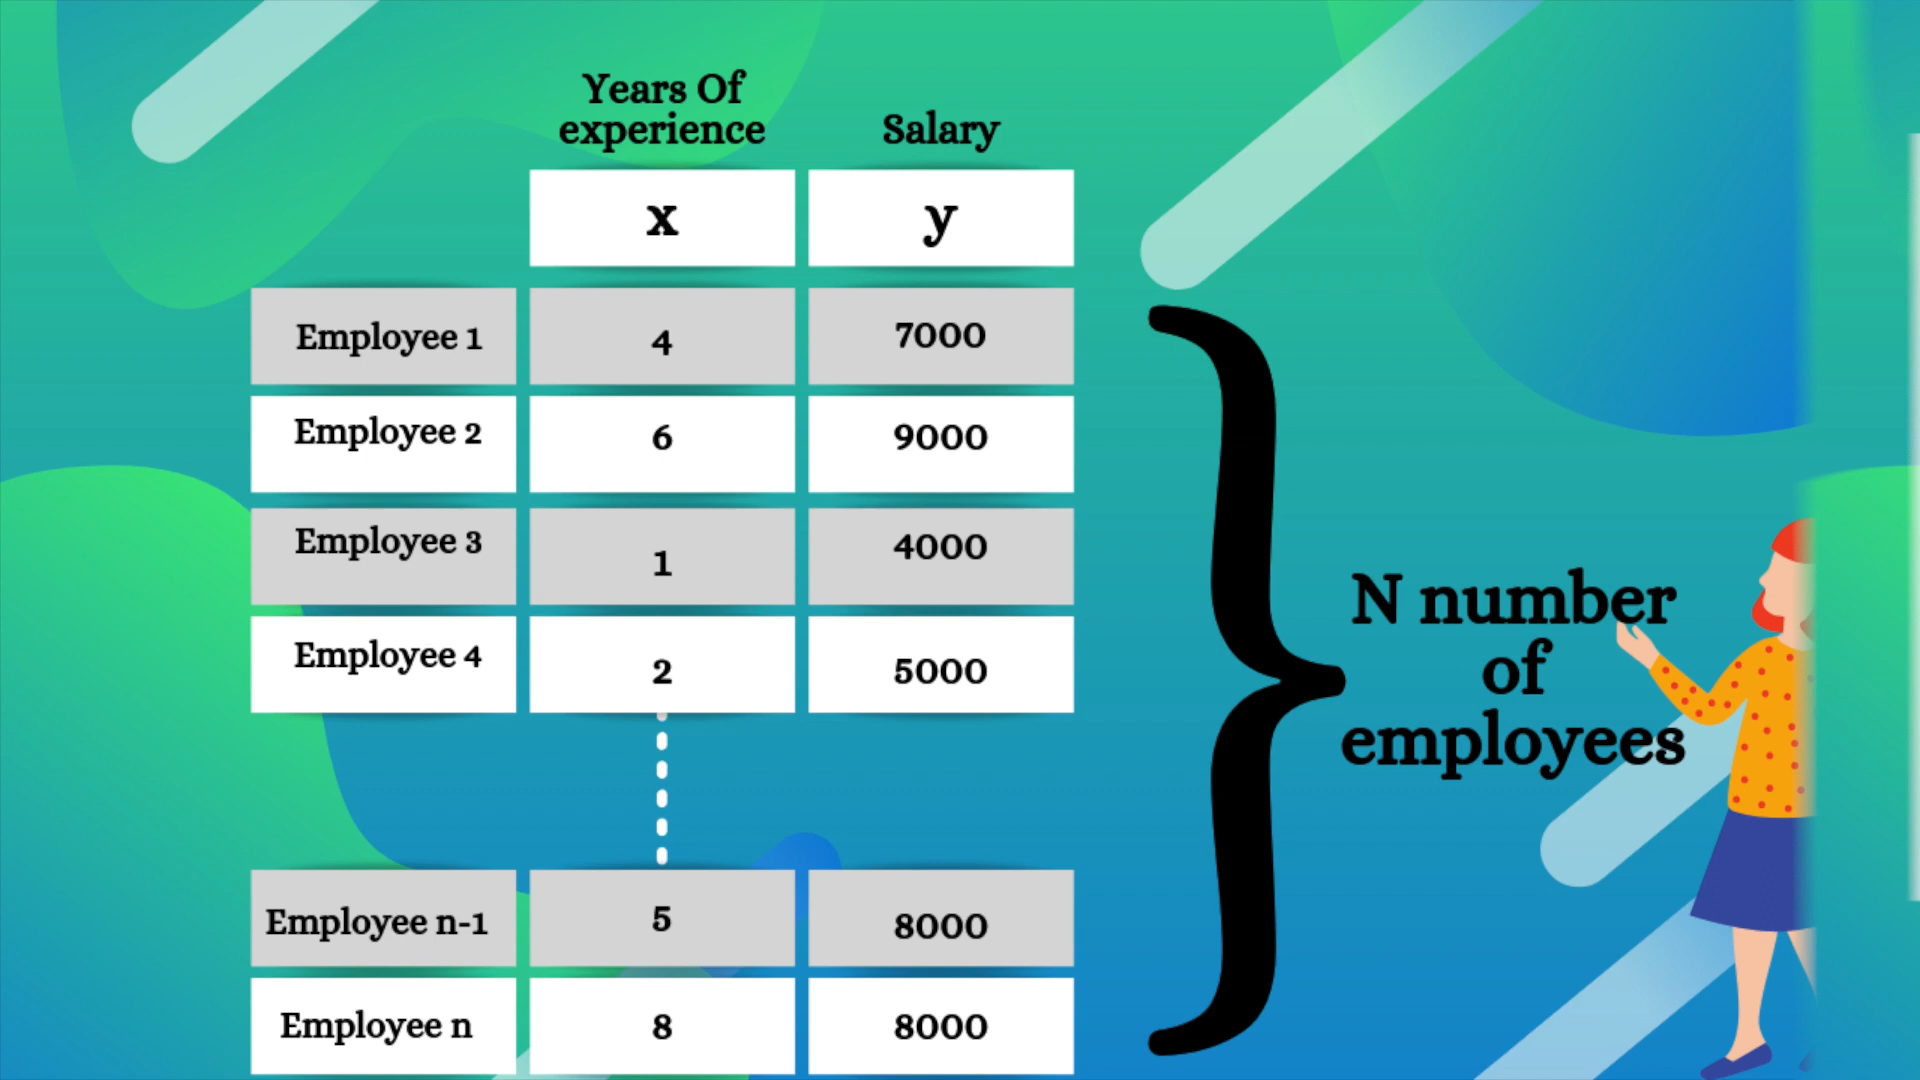 Years Of
experience
Salary
x y
Employee 1 4 7000
Employee 2 6 9000
Employee 3 1 4000
Employee 4 2 5000
Employee n-1 5 8000
Employee n 8 8000
N number
of
employees